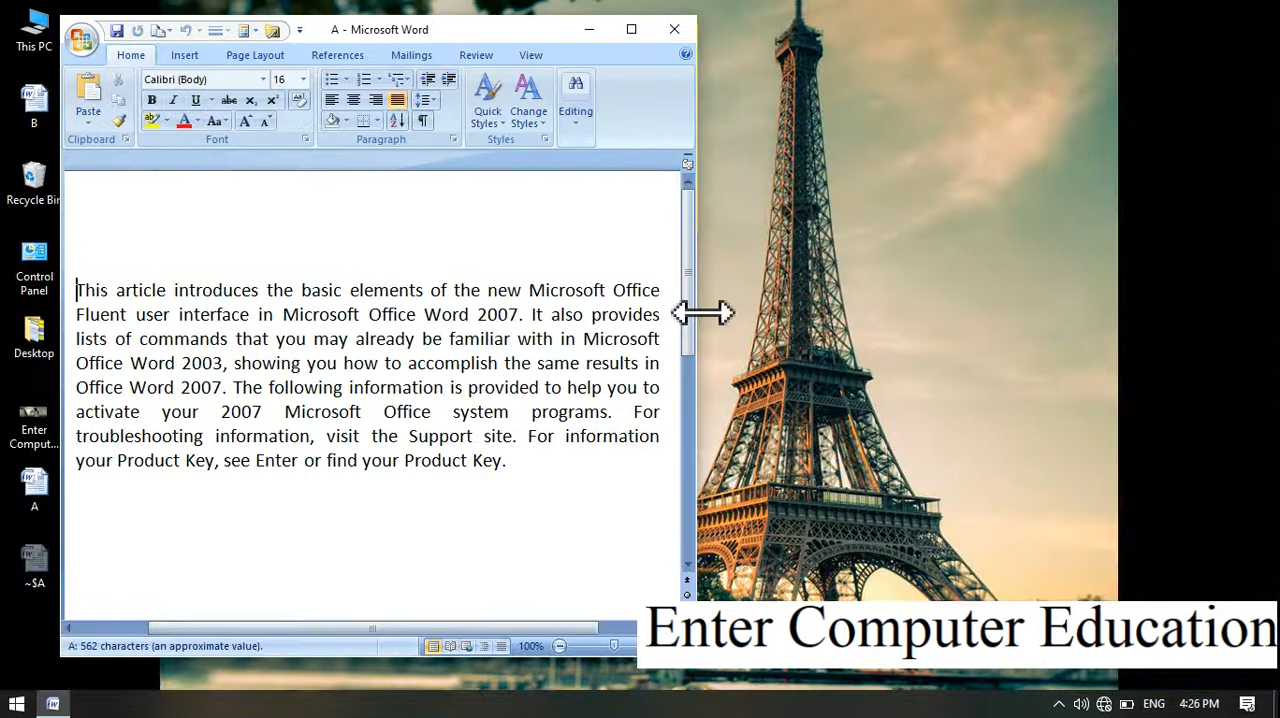 This PC
B
Recycle Bin
Control
Panel
Desktop
Enter
Comput...
A
~$A
A - Microsoft Word
Home Insert Page Layout References Mailings Review View
Paste
Clipboard
Calibri (Body) 16
B I U abc x₂ x²
ab A Aa A A
Font
Paragraph
Quick
Styles
Change
Styles
Styles
Editing
This article introduces the basic elements of the new Microsoft Office
Fluent user interface in Microsoft Office Word 2007. It also provides
lists of commands that you may already be familiar with in Microsoft
Office Word 2003, showing you how to accomplish the same results in
Office Word 2007. The following information is provided to help you to
activate your 2007 Microsoft Office system programs. For
troubleshooting information, visit the Support site. For information
your Product Key, see Enter or find your Product Key.
A: 562 characters (an approximate value).
100%
Enter Computer Education
ENG 4:26 PM